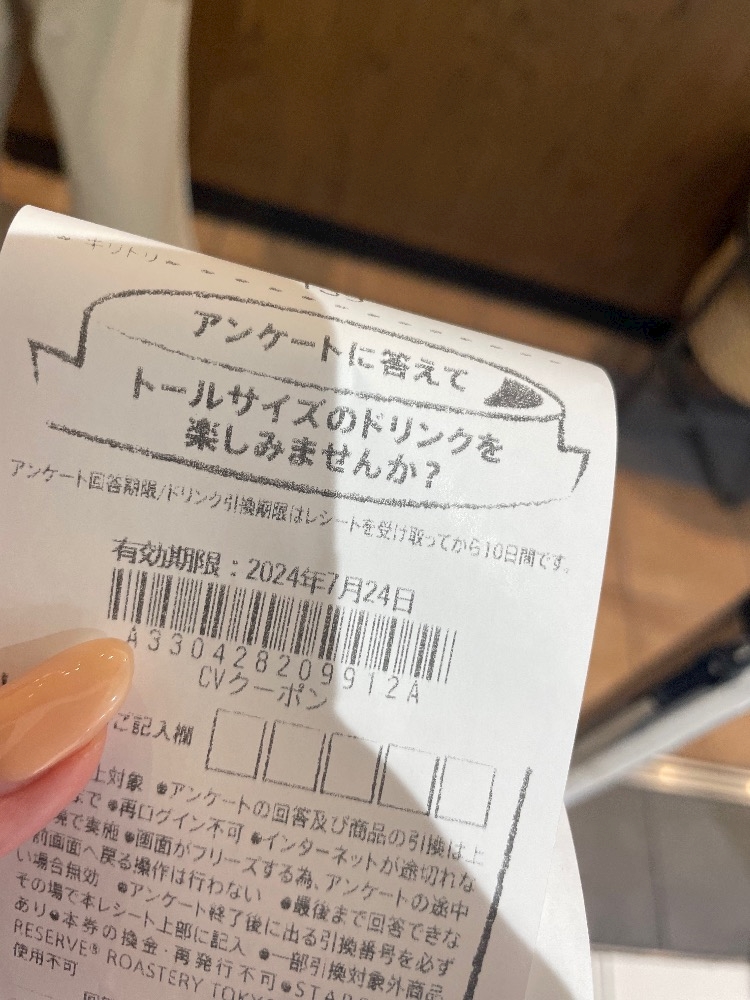 ～ キリトリ～
アンケートに答えて
トールサイズのドリンクを
楽しみませんか?
アンケート回答期限/ドリンク引換期限はレシートを受け取ってから10日間です。
有効期限：2024年7月24日
A330428209912A
CVクーポン
ご記入欄
上対象 ●アンケートの回答及び商品の引換は上
まで ●再ログイン不可 ●インターネットが途切れな
境で実施 ●画面がフリーズする為、アンケートの途中
前画面へ戻る操作は行わない ●最後まで回答できな
い場合無効 ●アンケート終了後に出る引換番号を必ず
その場で本レシート上部に記入 ●一部引換対象外商品
あり●本券の換金・再発行不可●STAR
RESERVE® ROASTERY TOKYO
使用不可